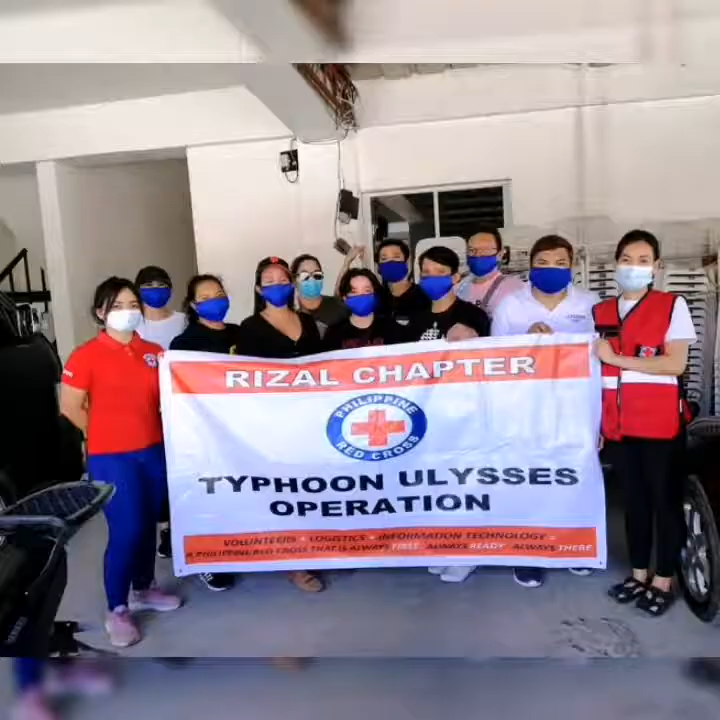 RIZAL CHAPTER
PHILIPPINE
RED CROSS
TYPHOON ULYSSES
OPERATION
VOLUNTEERS • LOGISTICS • INFORMATION TECHNOLOGY =
A PHILIPPINE RED CROSS THAT IS ALWAYS FIRST ALWAYS READY ALWAYS THERE